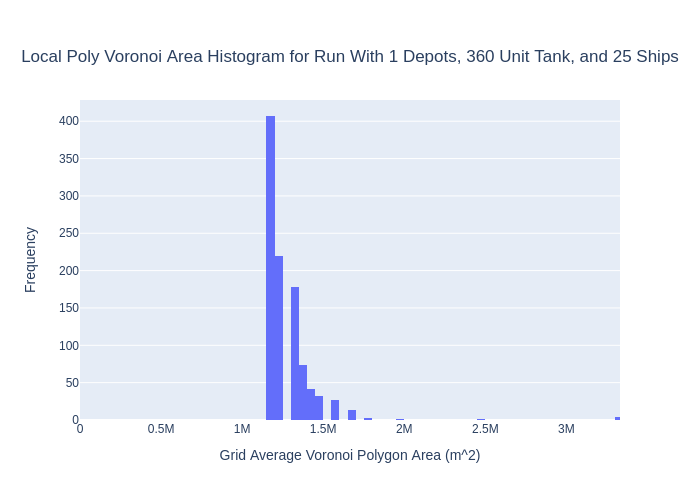 Local Poly Voronoi Area Histogram for Run With 1 Depots, 360 Unit Tank, and 25 Ships
400
350
300
250
200
150
100
50
0
Frequency
0 0.5M 1M 1.5M 2M 2.5M 3M
Grid Average Voronoi Polygon Area (m^2)